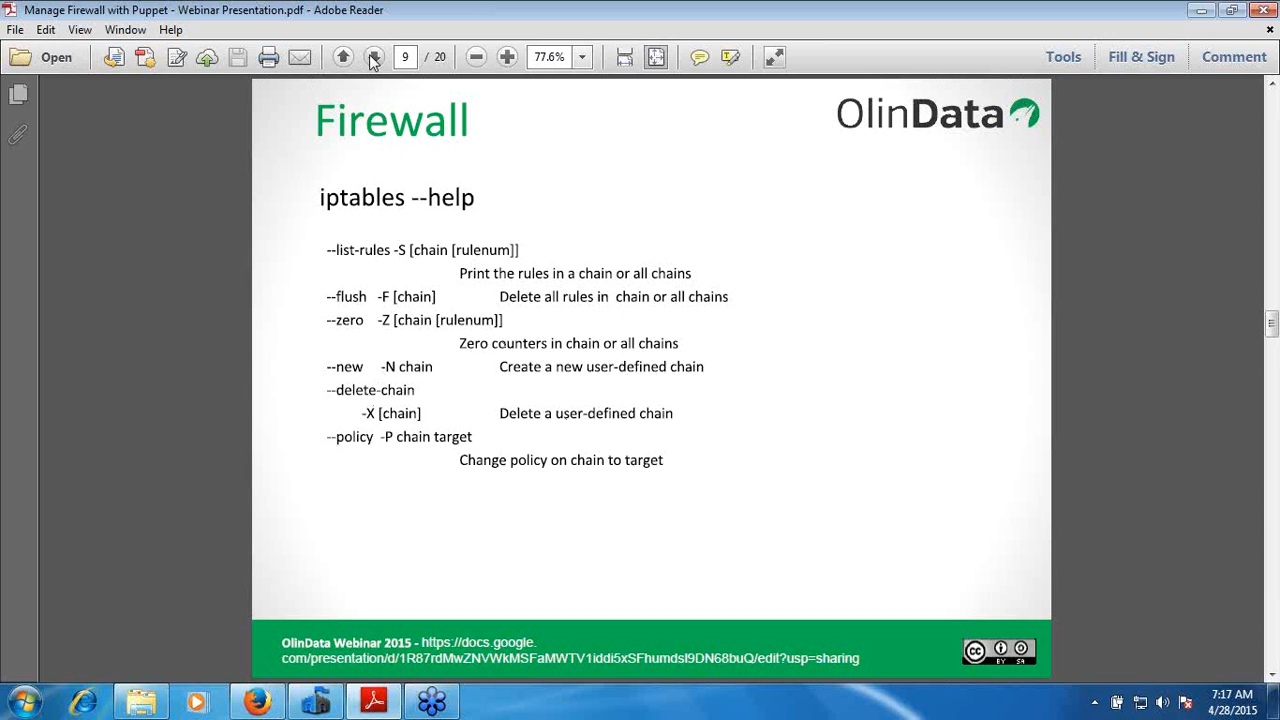 Manage Firewall with Puppet - Webinar Presentation.pdf - Adobe Reader
File Edit View Window Help
Open 9 / 20 77.6% Tools Fill & Sign Comment
Firewall
OlinData
iptables --help
--list-rules -S [chain [rulenum]]
Print the rules in a chain or all chains
--flush -F [chain] Delete all rules in chain or all chains
--zero -Z [chain [rulenum]]
Zero counters in chain or all chains
--new -N chain Create a new user-defined chain
--delete-chain
-X [chain] Delete a user-defined chain
--policy -P chain target
Change policy on chain to target
OlinData Webinar 2015 - https://docs.google.
com/presentation/d/1R87rdMwZNVWkMSFaMWTV1iddi5xSFhumdsI9DN68buQ/edit?usp=sharing
cc BY SA
7:17 AM
4/28/2015